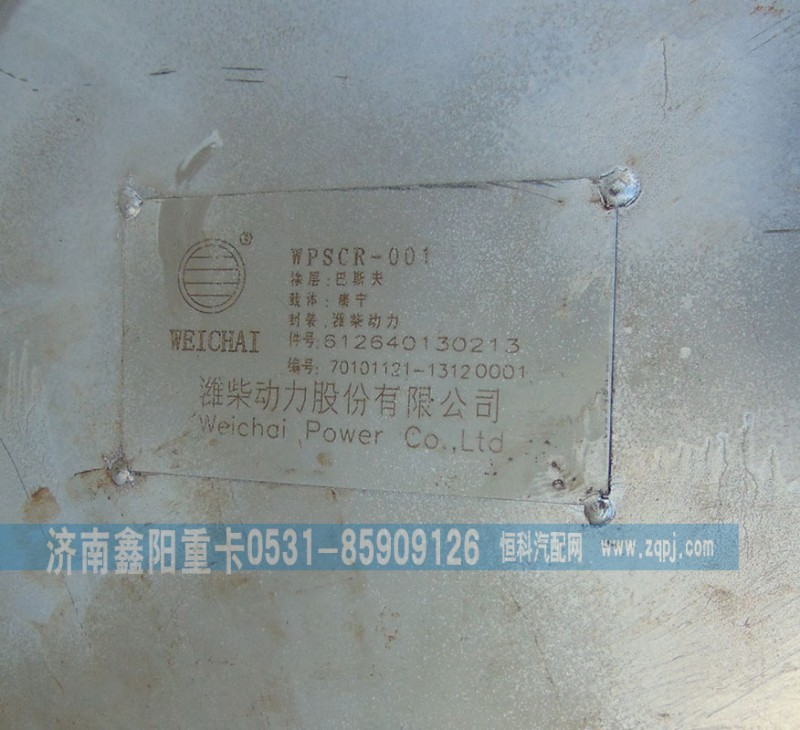 WPSCR-001
涂层:巴斯夫
载体:康宁
封装:潍柴动力
WEICHAI
件号:612640130213
编号:70101121-13120001
潍柴动力股份有限公司
Weichai Power Co.,Ltd
济南鑫阳重卡0531-85909126 恒科汽配网 www.zqpj.com